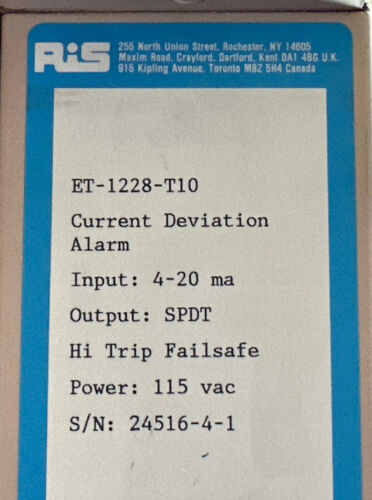 RiS
255 North Union Street, Rochester, NY 14605
Maxim Road, Crayford, Dartford, Kent DA1 4BG U.K.
915 Kipling Avenue, Toronto M8Z 5H4 Canada
ET-1228-T10
Current Deviation
Alarm
Input: 4-20 ma
Output: SPDT
Hi Trip Failsafe
Power: 115 vac
S/N: 24516-4-1